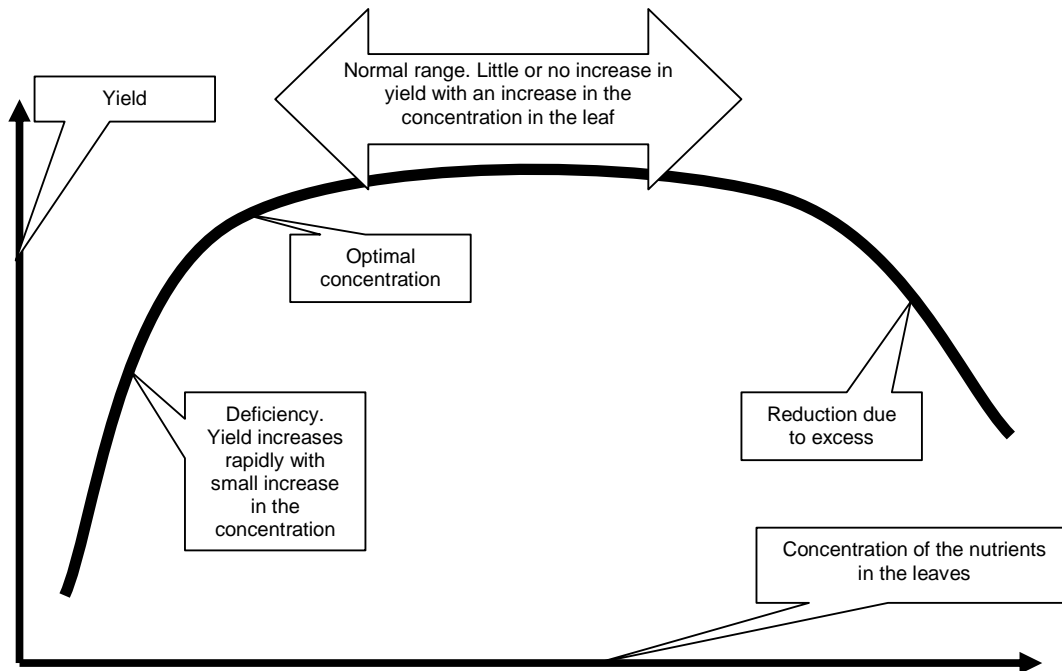 Normal range. Little or no increase in
yield with an increase in the
concentration in the leaf
Yield
Optimal
concentration
Deficiency.
Yield increases
rapidly with
small increase
in the
concentration
Reduction due
to excess
Concentration of the nutrients
in the leaves